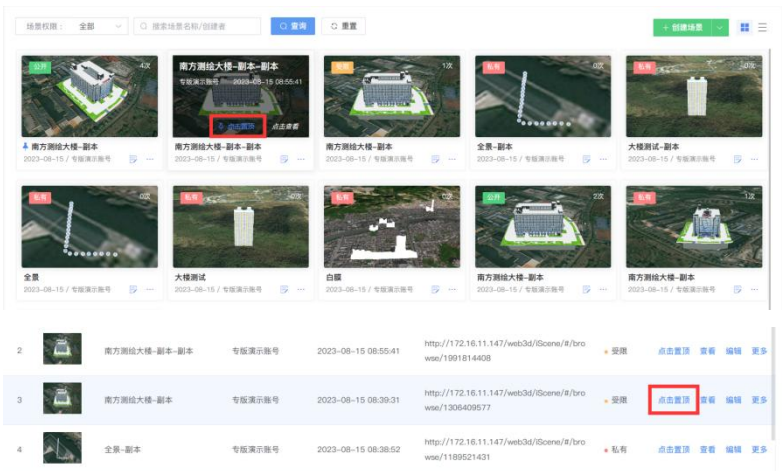 场景权限： 全部 搜索场景名称/创建者 查询 重置 + 创建场景
公开 4次
南方测绘大楼-副本-副本
专版演示账号 2023-08-15 08:55:41
点击置顶 点击查看
1次
私有 0次
私有 0次
南方测绘大楼-副本
2023-08-15 / 专版演示账号 ...
南方测绘大楼-副本-副本
2023-08-15 / 专版演示账号 ...
南方测绘大楼-副本
2023-08-15 / 专版演示账号 ...
全景-副本
2023-08-15 / 专版演示账号 ...
大楼测试-副本
2023-08-15 / 专版演示账号 ...
私有 0次
私有 0次
私有 0次
公开 2次
私有 1次
全景
2023-08-15 / 专版演示账号 ...
大楼测试
2023-08-15 / 专版演示账号 ...
白膜
2023-08-15 / 专版演示账号 ...
南方测绘大楼-副本
2023-08-15 / 专版演示账号 ...
南方测绘大楼-副本
2023-08-15 / 专版演示账号 ...
2 南方测绘大楼-副本-副本 专版演示账号 2023-08-15 08:55:41 http://172.16.11.147/web3d/iScene/#/bro
wse/1991814408 受限 点击置顶 查看 编辑 更多
3 南方测绘大楼-副本 专版演示账号 2023-08-15 08:39:31 http://172.16.11.147/web3d/iScene/#/bro
wse/1306409577 受限 点击置顶 查看 编辑 更多
4 全景-副本 专版演示账号 2023-08-15 08:38:52 http://172.16.11.147/web3d/iScene/#/bro
wse/1189521431 私有 点击置顶 查看 编辑 更多